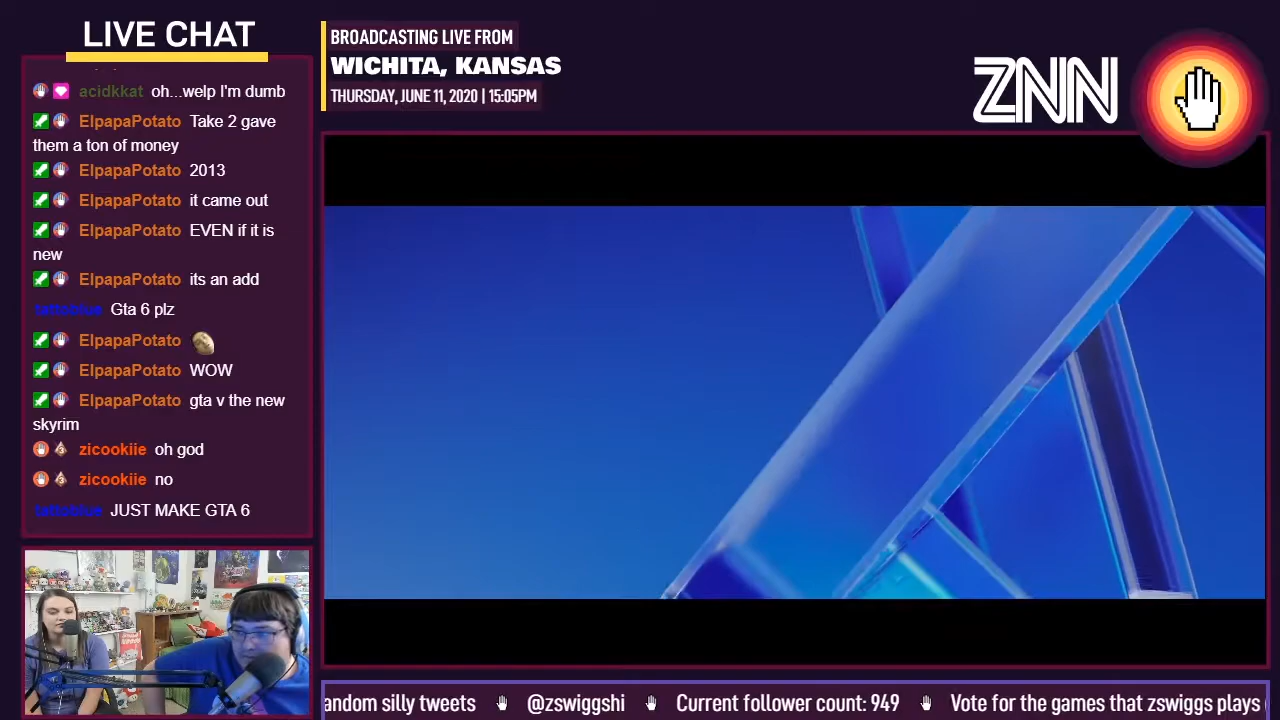 LIVE CHAT
acidkkat oh...welp I'm dumb
ElpapaPotato Take 2 gave
them a ton of money
ElpapaPotato 2013
ElpapaPotato it came out
ElpapaPotato EVEN if it is
new
ElpapaPotato its an add
tattoblue Gta 6 plz
ElpapaPotato
ElpapaPotato WOW
ElpapaPotato gta v the new
skyrim
zicookiie oh god
zicookiie no
tattoblue JUST MAKE GTA 6
BROADCASTING LIVE FROM
WICHITA, KANSAS
THURSDAY, JUNE 11, 2020 | 15:05PM
ZNN
andom silly tweets @zswiggshi Current follower count: 949 Vote for the games that zswiggs plays